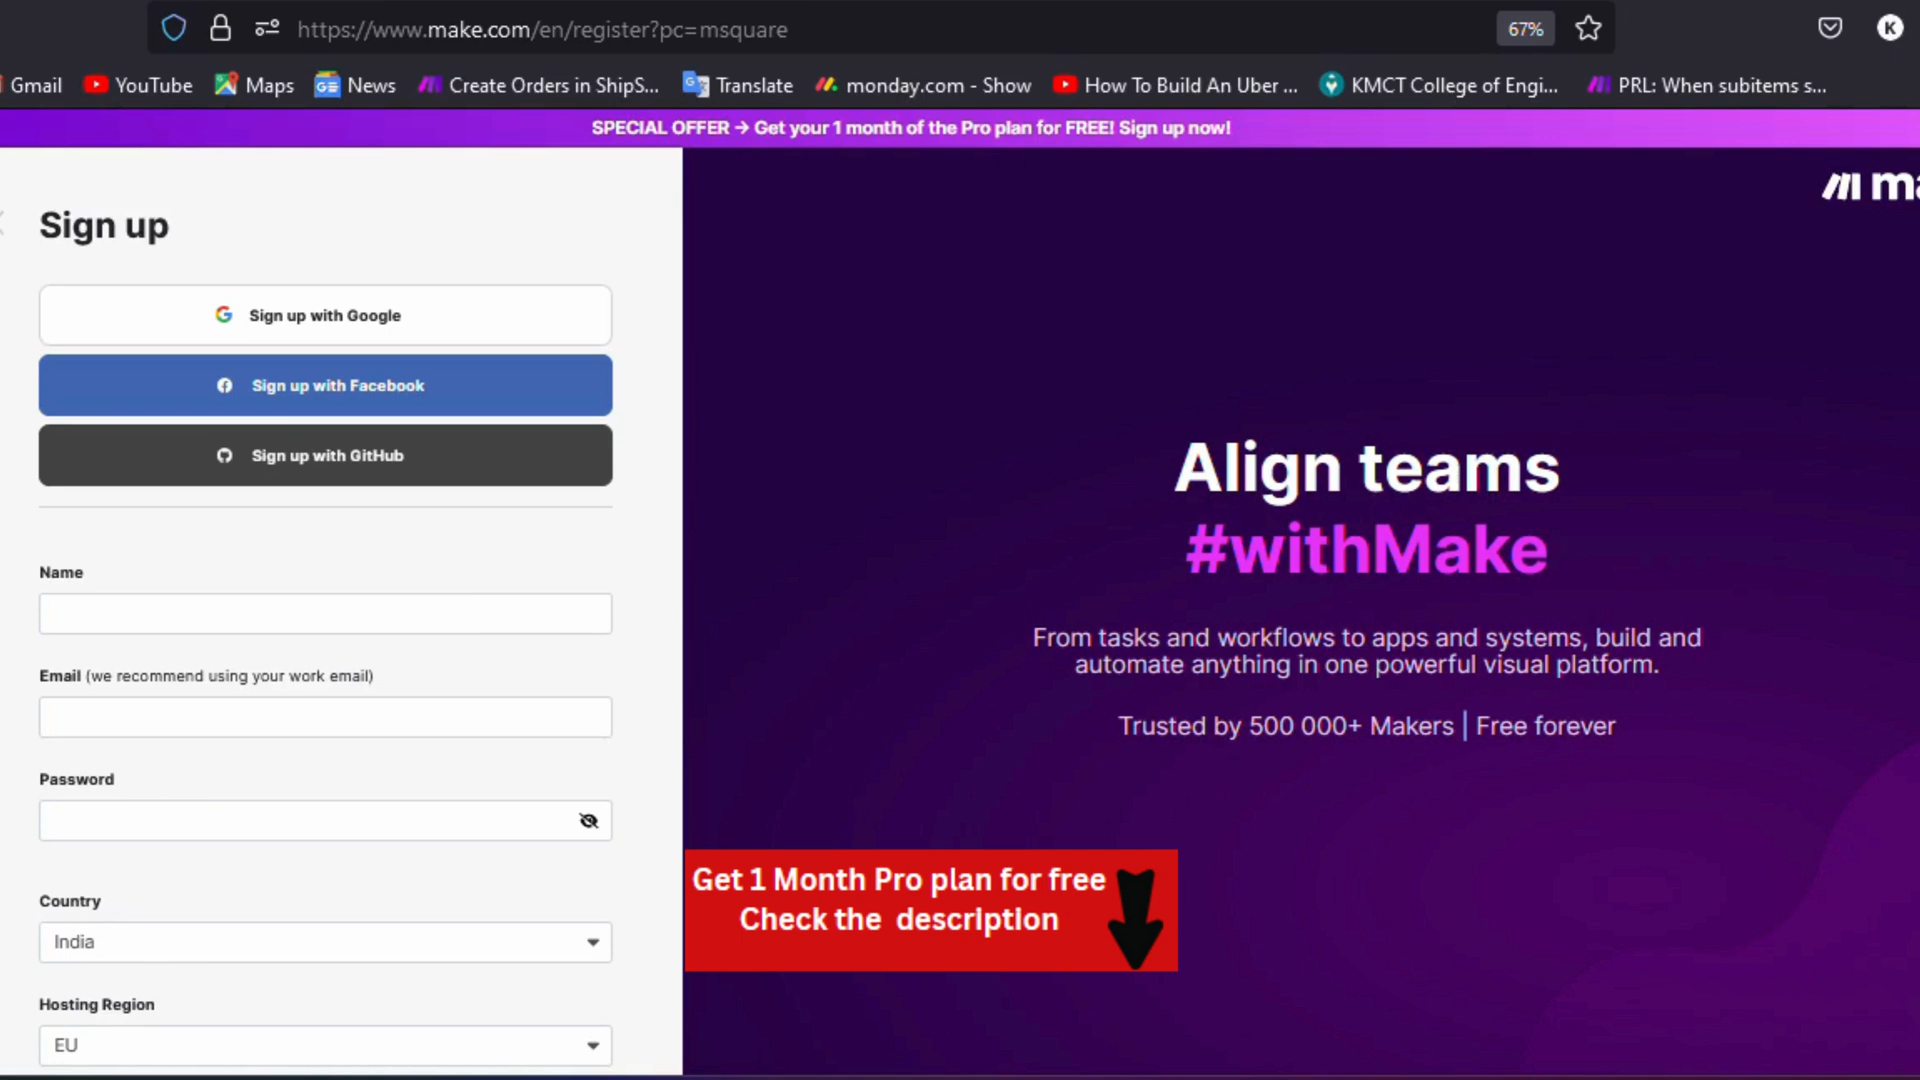 https://www.make.com/en/register?pc=msquare
67%
K
Gmail
YouTube
Maps
News
Create Orders in ShipS...
Translate
monday.com - Show
How To Build An Uber ...
KMCT College of Engi...
PRL: When subitems s...
SPECIAL OFFER → Get your 1 month of the Pro plan for FREE! Sign up now!
ma
Sign up
Sign up with Google
Sign up with Facebook
Sign up with GitHub
Name
Email (we recommend using your work email)
Password
Country
India
Hosting Region
EU
Align teams
#withMake
From tasks and workflows to apps and systems, build and
automate anything in one powerful visual platform.
Trusted by 500 000+ Makers | Free forever
Get 1 Month Pro plan for free
Check the description